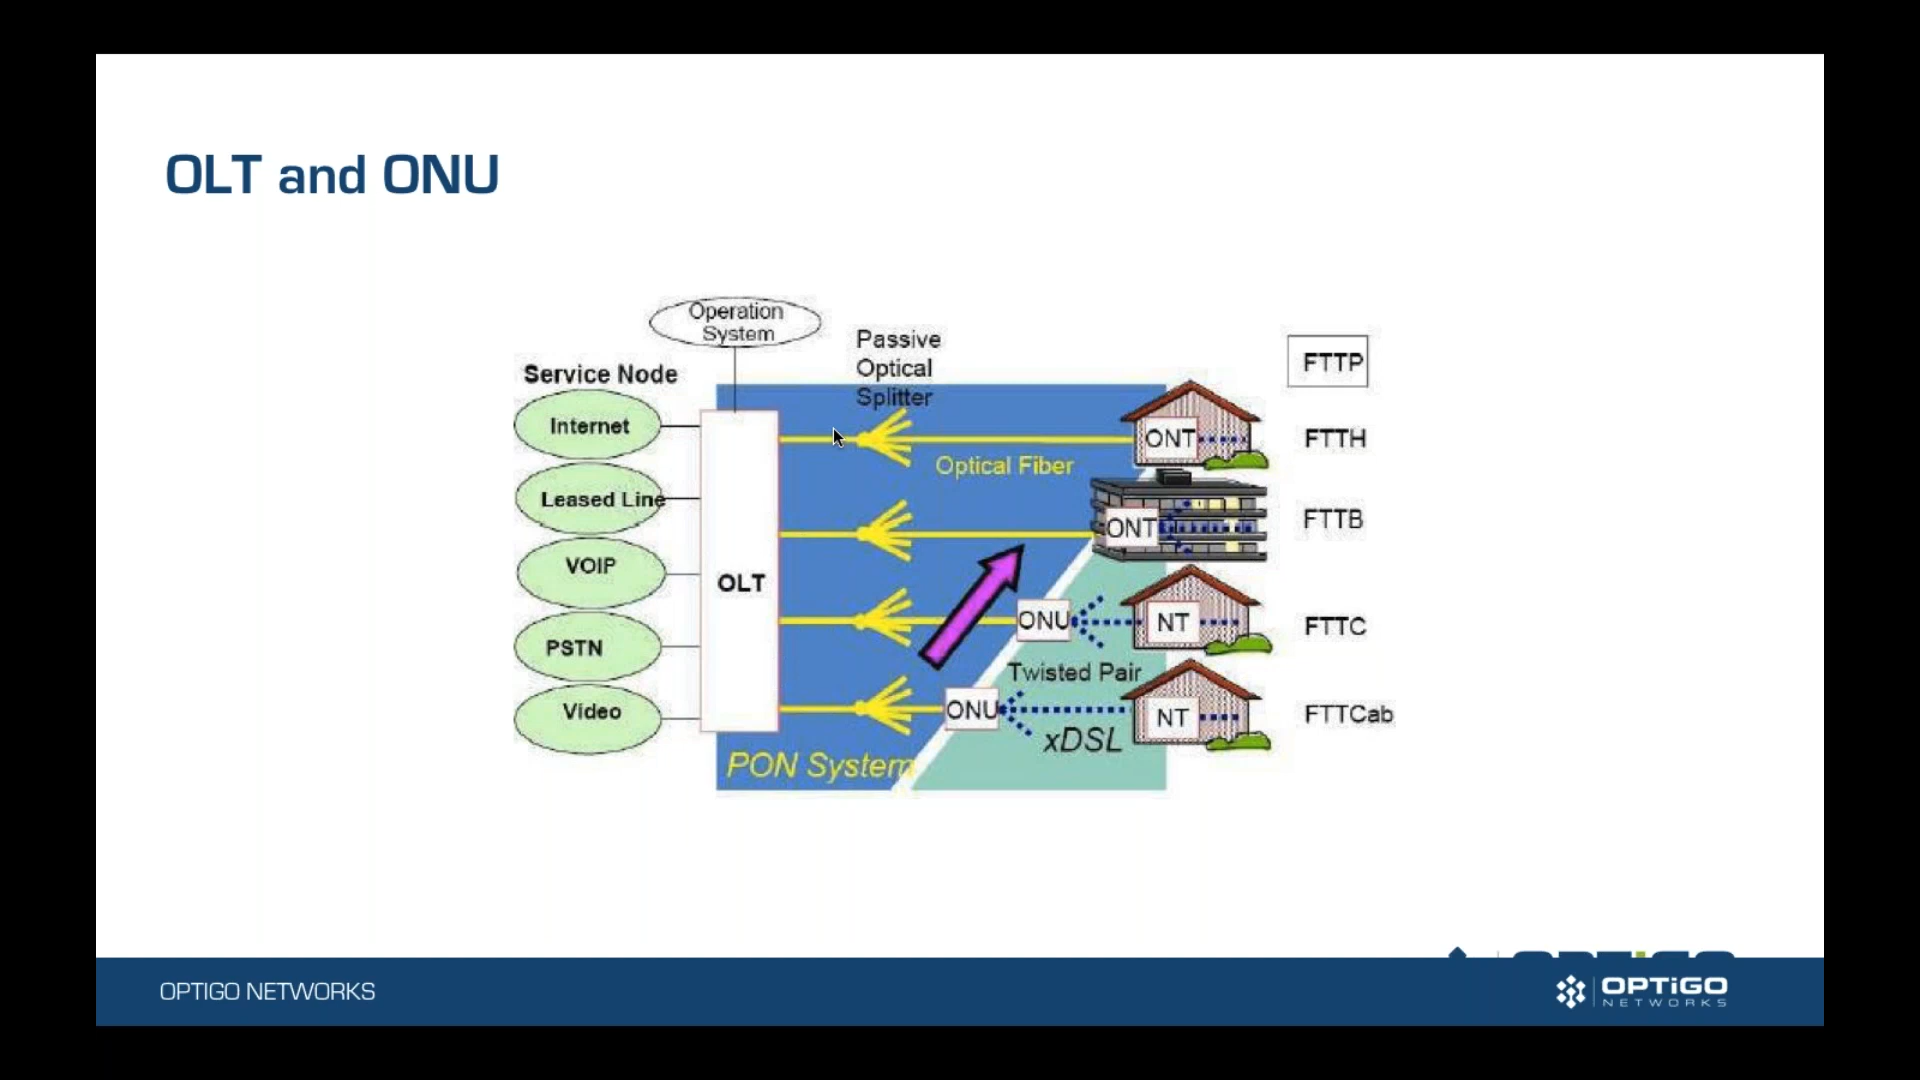 OLT and ONU
Operation
System
Passive
Optical
Splitter
Service Node
Internet
Leased Line
VOIP
PSTN
Video
OLT
Optical Fiber
PON System
ONT
ONT
ONU
ONU
Twisted Pair
xDSL
NT
NT
FTTP
FTTH
FTTB
FTTC
FTTCab
OPTIGO NETWORKS
OPTiGO
NETWORKS